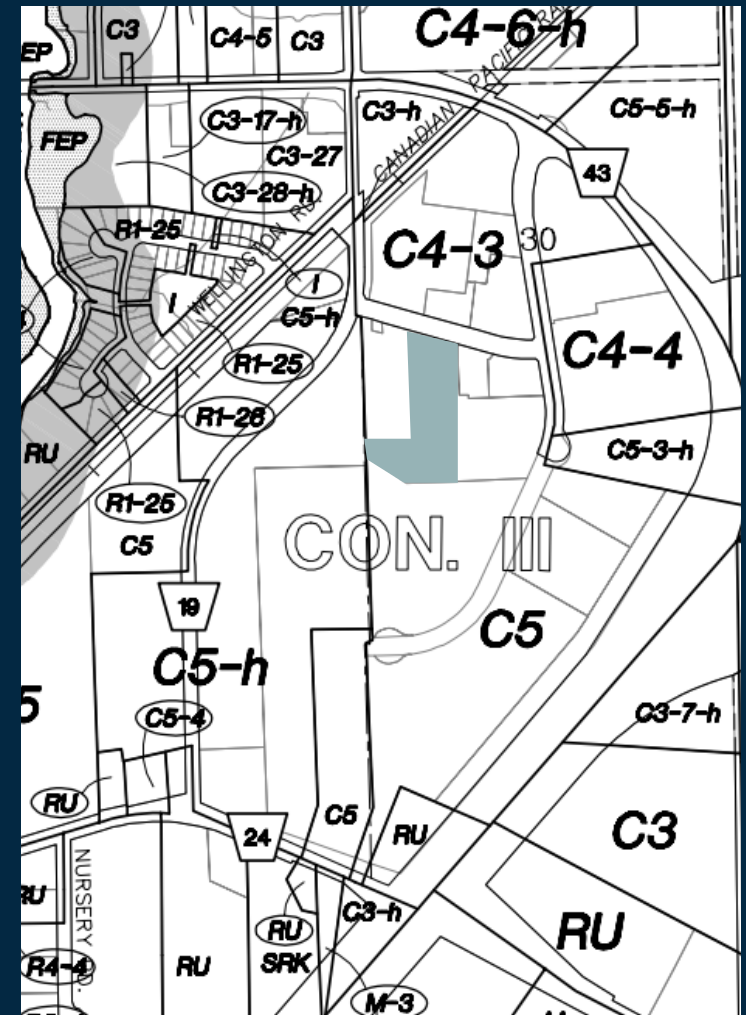 C3
C4-5
C3
C4-6-h
EP
CANADIAN PACIFIC
C3-h
C5-5-h
FEP
C3-17-h
C3-27
C3-28-h
43
R1-25
WELLINGTON RD.
C4-3
30
I
I
C5-h
C4-4
R1-25
R1-26
RU
C5-3-h
R1-25
C5
CON. III
19
C5
C5-h
5
C5-4
C3-7-h
RU
C5
24
RU
C3
NURSERY RD.
RU
C3-h
RU
RU
R4-4
RU
SRK
M-3